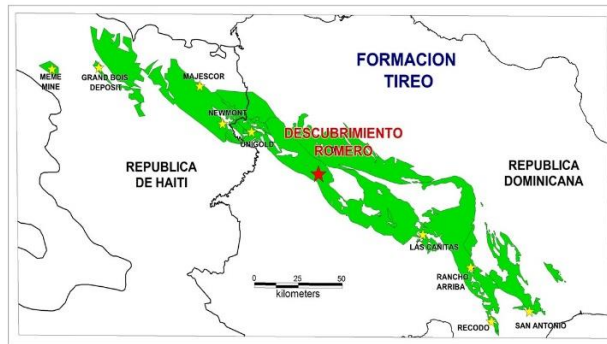 FORMACION
TIREO
MEME
MINE
GRAND BOIS
DEPOSIT
MAJESCOR
NEWMONT
UNIGOLD
DESCUBRIMIENTO
ROMERO
REPUBLICA
DE HAITI
REPUBLICA
DOMINICANA
LAS CAÑITAS
RANCHO
ARRIBA
0 25 50
kilometers
RECODO
SAN ANTONIO